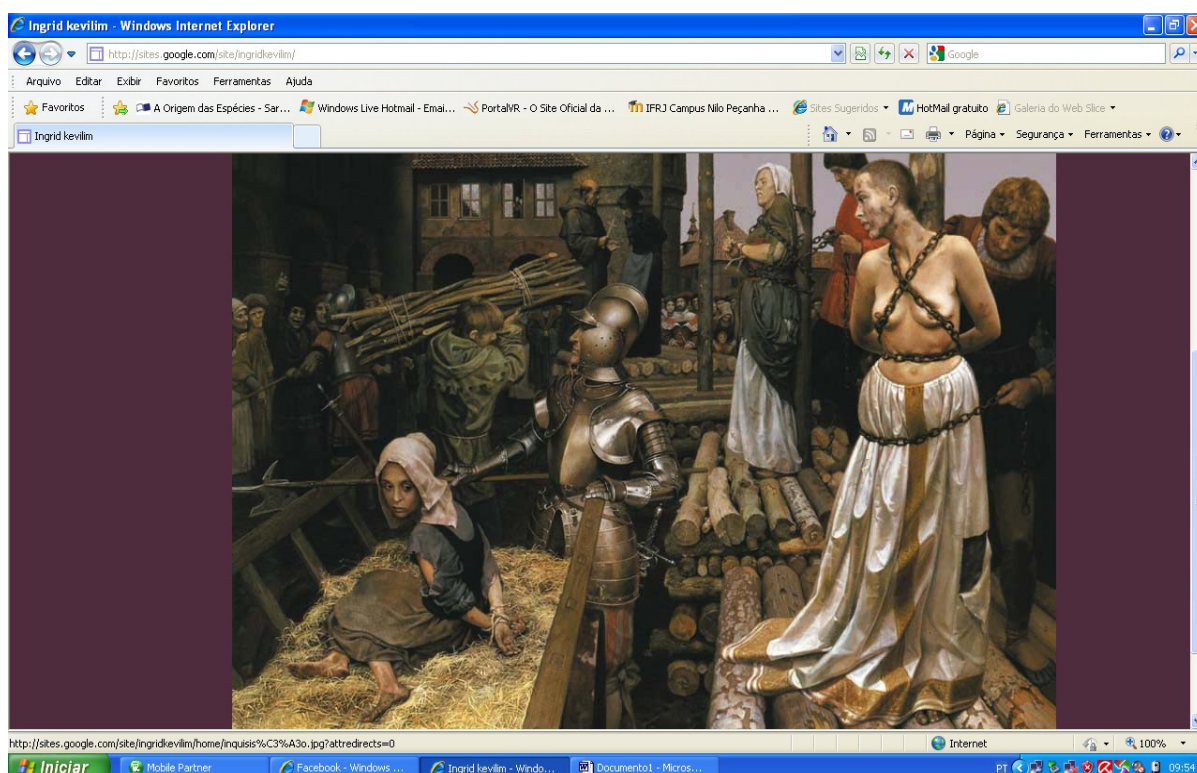 Ingrid kevilim - Windows Internet Explorer
http://sites.google.com/site/ingridkevilim/
Google
Arquivo Editar Exibir Favoritos Ferramentas Ajuda
Favoritos A Origem das Espécies - Sar... Windows Live Hotmail - Emai... PortalVR - O Site Oficial da ... IFRJ Campus Nilo Peçanha ... Sites Sugeridos HotMail gratuito Galeria do Web Slice
Ingrid kevilim Página Segurança Ferramentas
http://sites.google.com/site/ingridkevilim/home/inquisis%C3%A3o.jpg?attredirects=0 Internet 100%
Iniciar Mobile Partner Facebook - Windows ... Ingrid kevilim - Windo... Documento1 - Micros... PT 09:54